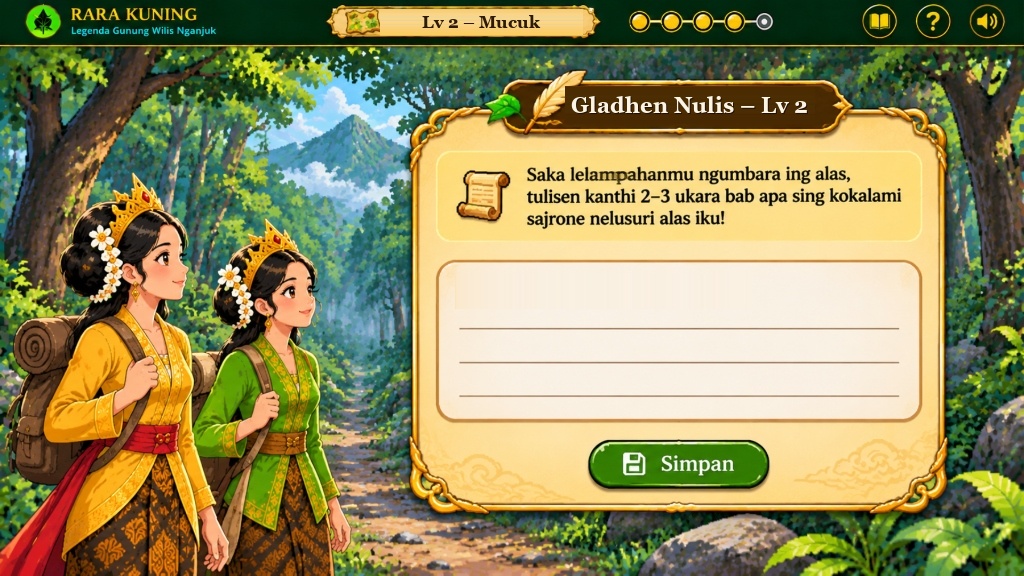 RARA KUNING
Legenda Gunung Wilis Nganjuk
Lv 2 – Mucuk
Gladhen Nulis – Lv 2
Saka lelampahanmu ngumbara ing alas,
tulisen kanthi 2–3 ukara bab apa sing kokalami
sajrone nelusuri alas iku!
Simpan